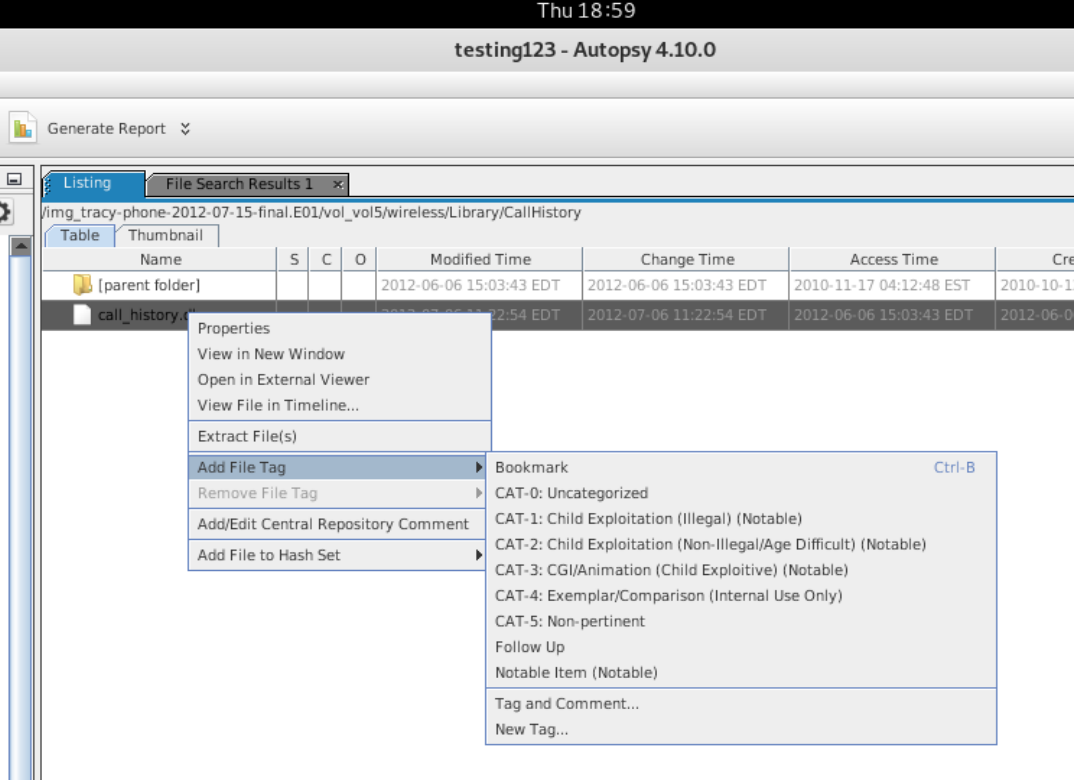 Thu 18:59
testing123 - Autopsy 4.10.0
Generate Report
Listing File Search Results 1 ×
/img_tracy-phone-2012-07-15-final.E01/vol_vol5/wireless/Library/CallHistory
Table Thumbnail
Name S C O Modified Time Change Time Access Time Cre
[parent folder] 2012-06-06 15:03:43 EDT 2012-06-06 15:03:43 EDT 2010-11-17 04:12:48 EST 2010-10-1
call_history. 22:54 EDT 2012-07-06 11:22:54 EDT 2012-06-06 15:03:43 EDT 2012-06-0
Properties
View in New Window
Open in External Viewer
View File in Timeline...
Extract File(s)
Add File Tag
Remove File Tag
Add/Edit Central Repository Comment
Add File to Hash Set
Bookmark Ctrl-B
CAT-0: Uncategorized
CAT-1: Child Exploitation (Illegal) (Notable)
CAT-2: Child Exploitation (Non-Illegal/Age Difficult) (Notable)
CAT-3: CGI/Animation (Child Exploitive) (Notable)
CAT-4: Exemplar/Comparison (Internal Use Only)
CAT-5: Non-pertinent
Follow Up
Notable Item (Notable)
Tag and Comment...
New Tag...